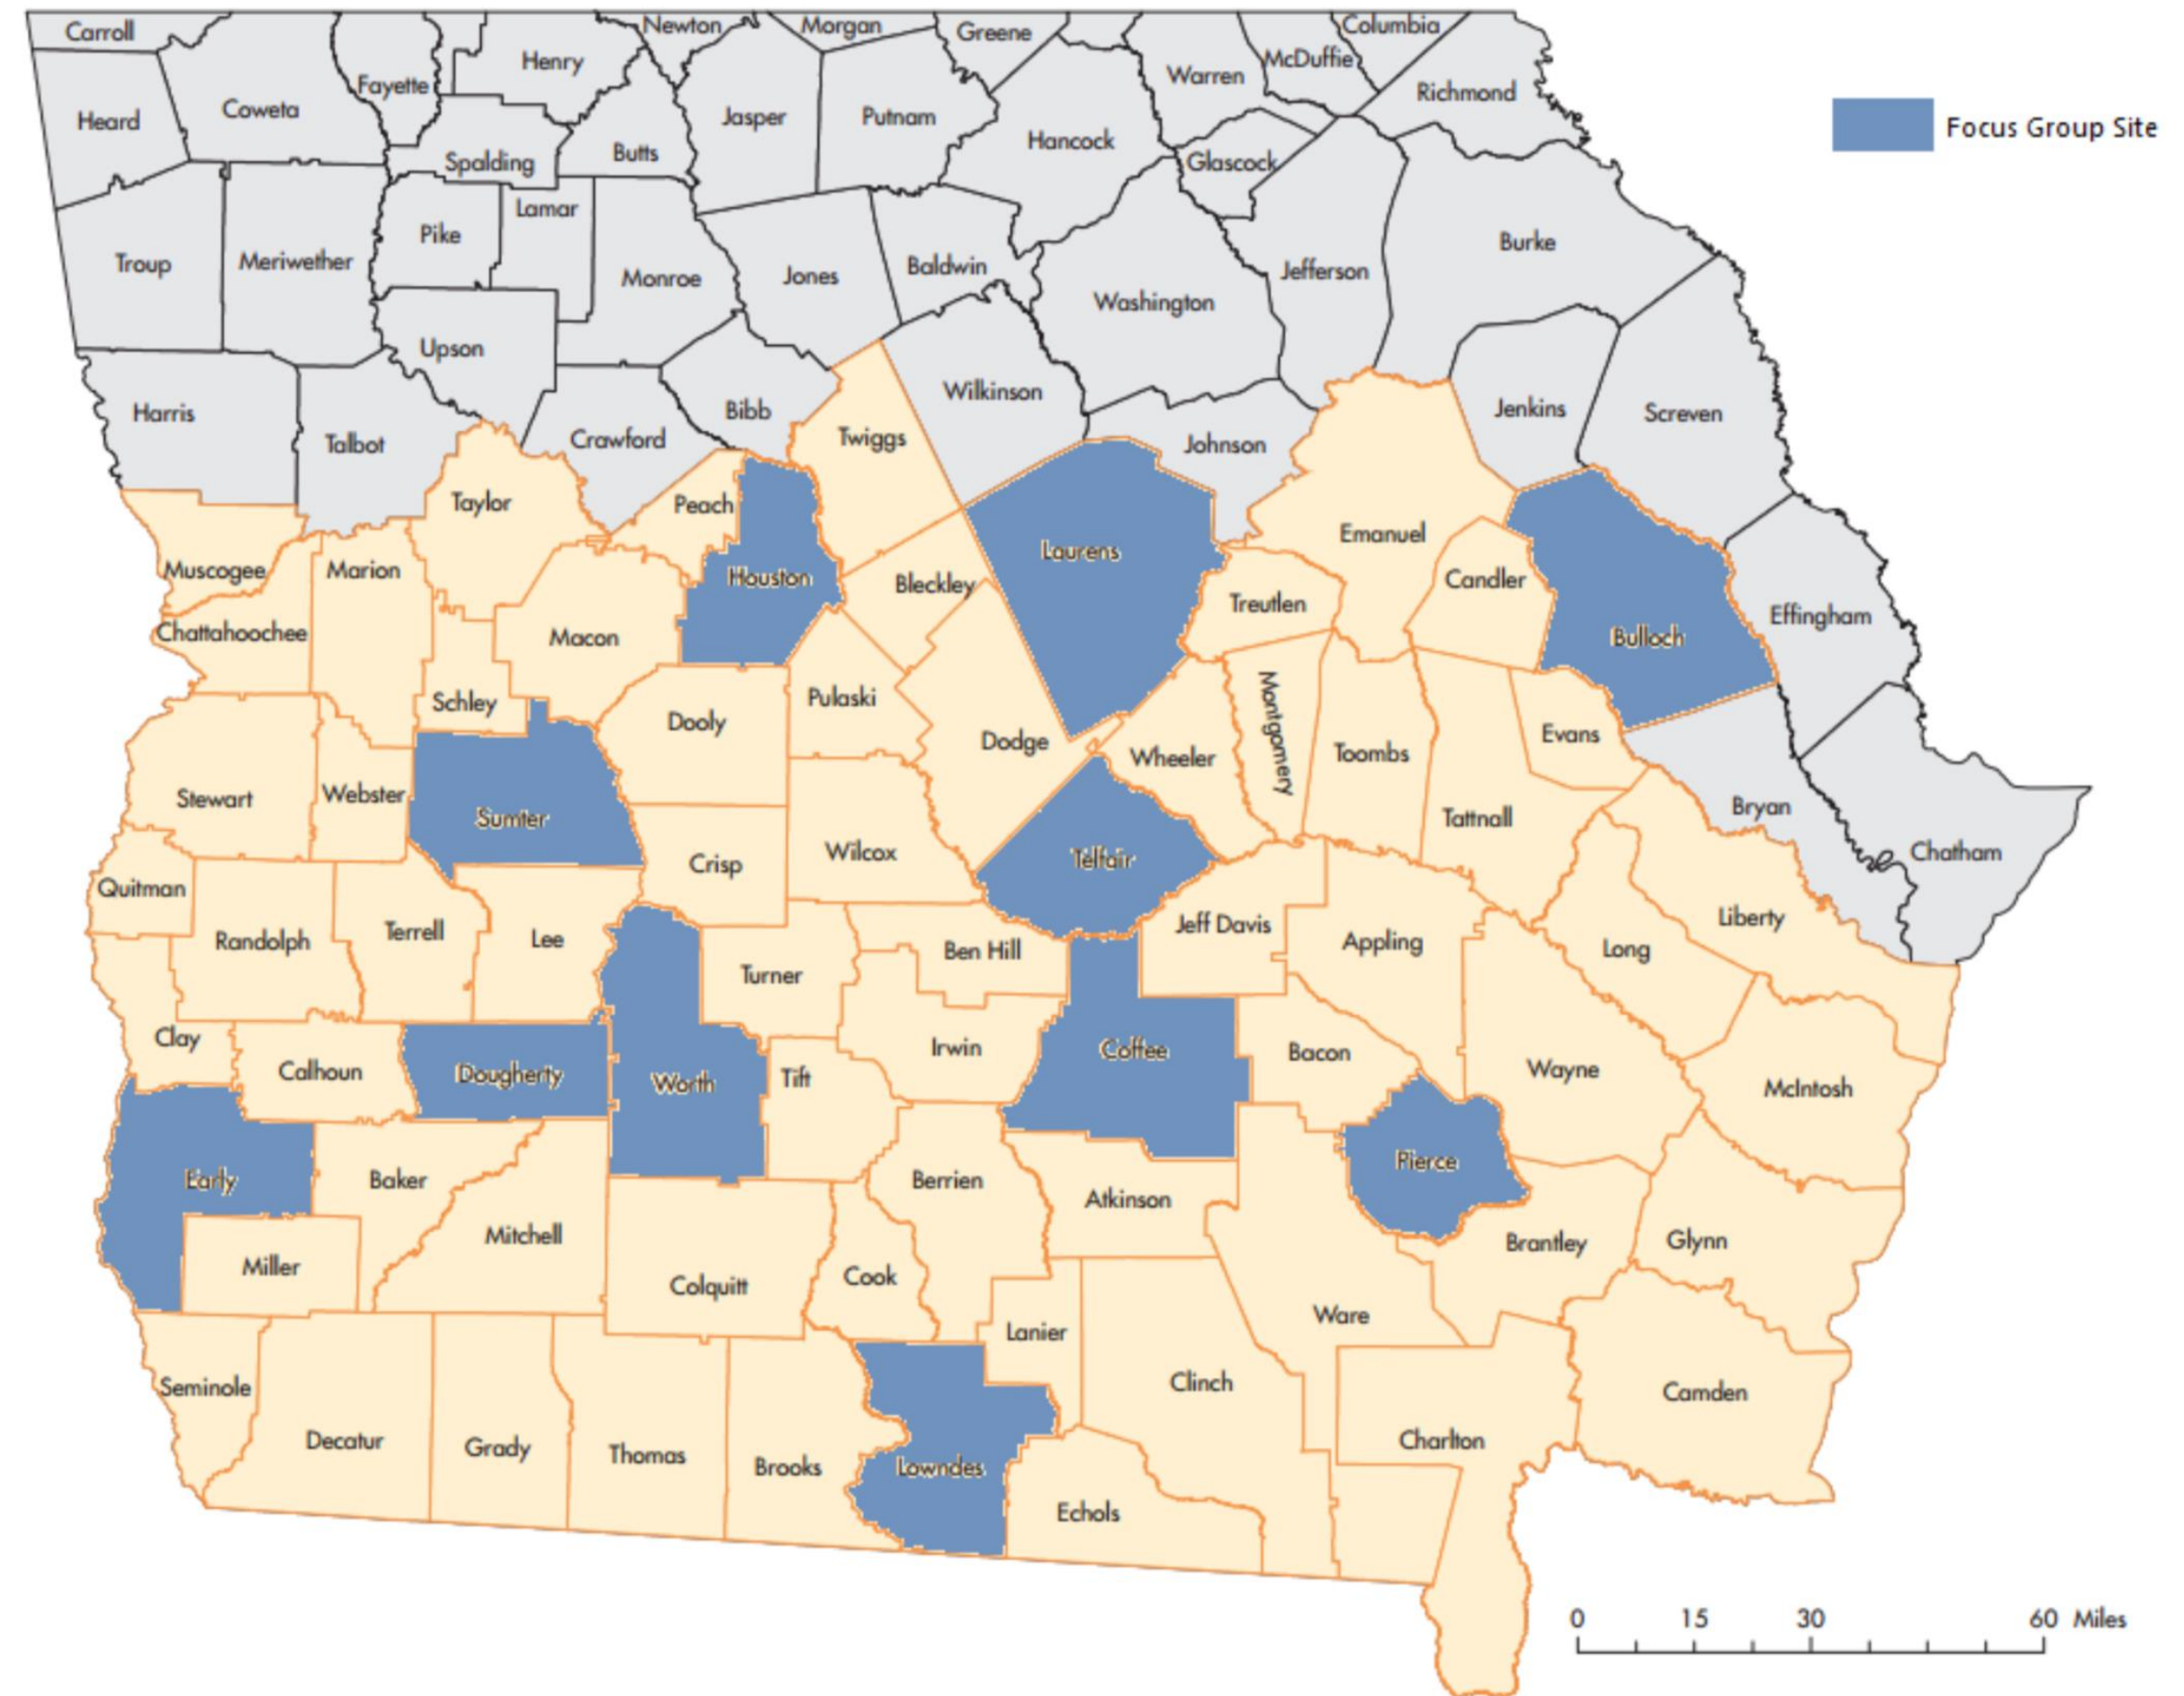 Carroll
Newton
Morgan
Greene
Columbia
Henry
Fayette
Warren
McDuffie
Richmond
Heard
Coweta
Jasper
Putnam
Hancock
Focus Group Site
Spalding
Butts
Glascock
Lamar
Pike
Troup
Meriwether
Monroe
Jones
Baldwin
Washington
Jefferson
Burke
Upson
Harris
Talbot
Crawford
Bibb
Twiggs
Wilkinson
Johnson
Jenkins
Screven
Taylor
Peach
Laurens
Emanuel
Muscogee
Marion
Houston
Bleckley
Treutlen
Candler
Effingham
Chattahoochee
Macon
Bulloch
Schley
Dooly
Pulaski
Dodge
Wheeler
Montgomery
Toombs
Evans
Stewart
Webster
Sumter
Crisp
Wilcox
Telfair
Tattnall
Bryan
Chatham
Quitman
Randolph
Terrell
Lee
Turner
Ben Hill
Jeff Davis
Appling
Long
Liberty
Clay
Calhoun
Dougherty
Worth
Tift
Irwin
Coffee
Bacon
Wayne
McIntosh
Early
Baker
Mitchell
Berrien
Atkinson
Pierce
Brantley
Glynn
Miller
Colquitt
Cook
Lanier
Ware
Seminole
Decatur
Grady
Thomas
Brooks
Lowndes
Clinch
Charlton
Camden
Echols
0 15 30 60 Miles